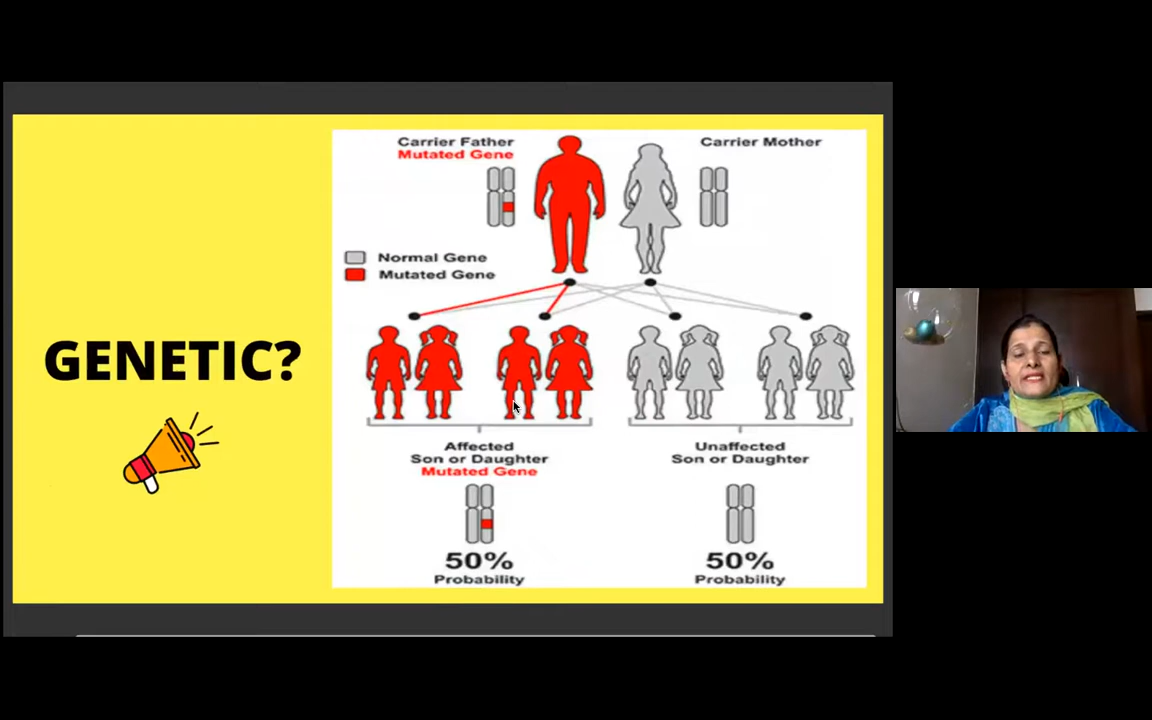 GENETIC?
Carrier Father
Mutated Gene
Carrier Mother
Normal Gene
Mutated Gene
Affected
Son or Daughter
Mutated Gene
50%
Probability
Unaffected
Son or Daughter
50%
Probability